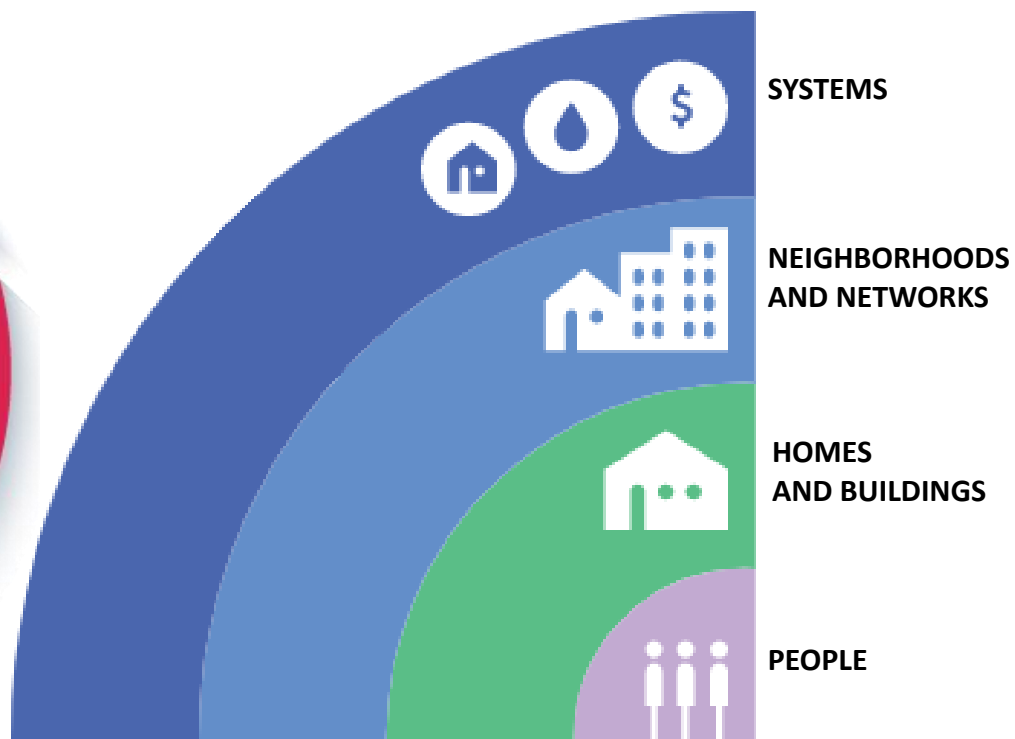 $
SYSTEMS
NEIGHBORHOODS
AND NETWORKS
HOMES
AND BUILDINGS
PEOPLE